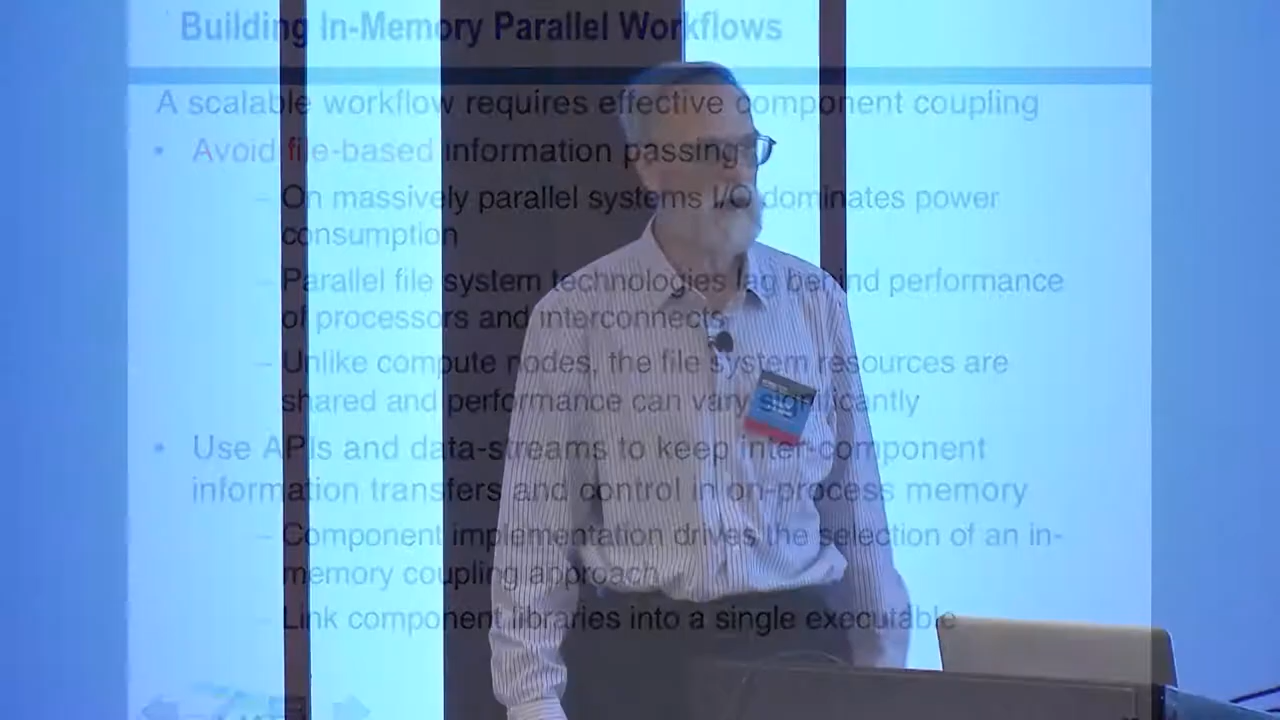 Building In-Memory Parallel Workflows
A scalable workflow requires effective component coupling
• Avoid file-based information passing
– On massively parallel systems I/O dominates power
consumption
– Parallel file system technologies lag behind performance
of processors and interconnects
– Unlike compute nodes, the file system resources are
shared and performance can vary significantly
• Use APIs and data-streams to keep inter-component
information transfers and control in on-process memory
– Component implementation drives the selection of an in-
memory coupling approach
– Link component libraries into a single executable